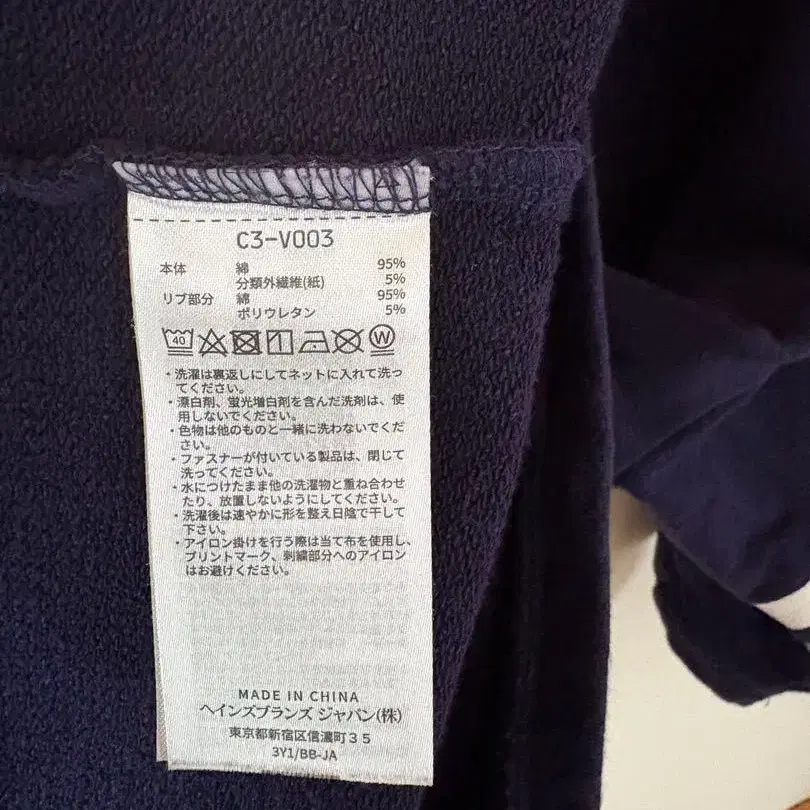 C3-V003
本体 綿 95%
分類外繊維(紙) 5%
リブ部分 綿 95%
ポリウレタン 5%
40 W
・洗濯は裏返しにしてネットに入れて洗っ
てください。
・漂白剤、蛍光増白剤を含んだ洗剤は、使
用しないでください。
・色物は他のものと一緒に洗わないでくだ
さい。
・ファスナーが付いている製品は、閉じて
洗ってください。
・水につけたまま他の洗濯物と重ね合わせ
たり、放置しないようにしてください。
・洗濯後は速やかに形を整え日陰で干して
下さい。
・アイロン掛けを行う際は当て布を使用し、
プリントマーク、刺繍部分へのアイロン
はお避けください。
MADE IN CHINA
ヘインズブランズ ジャパン(株)
東京都新宿区信濃町35
3Y1/BB-JA